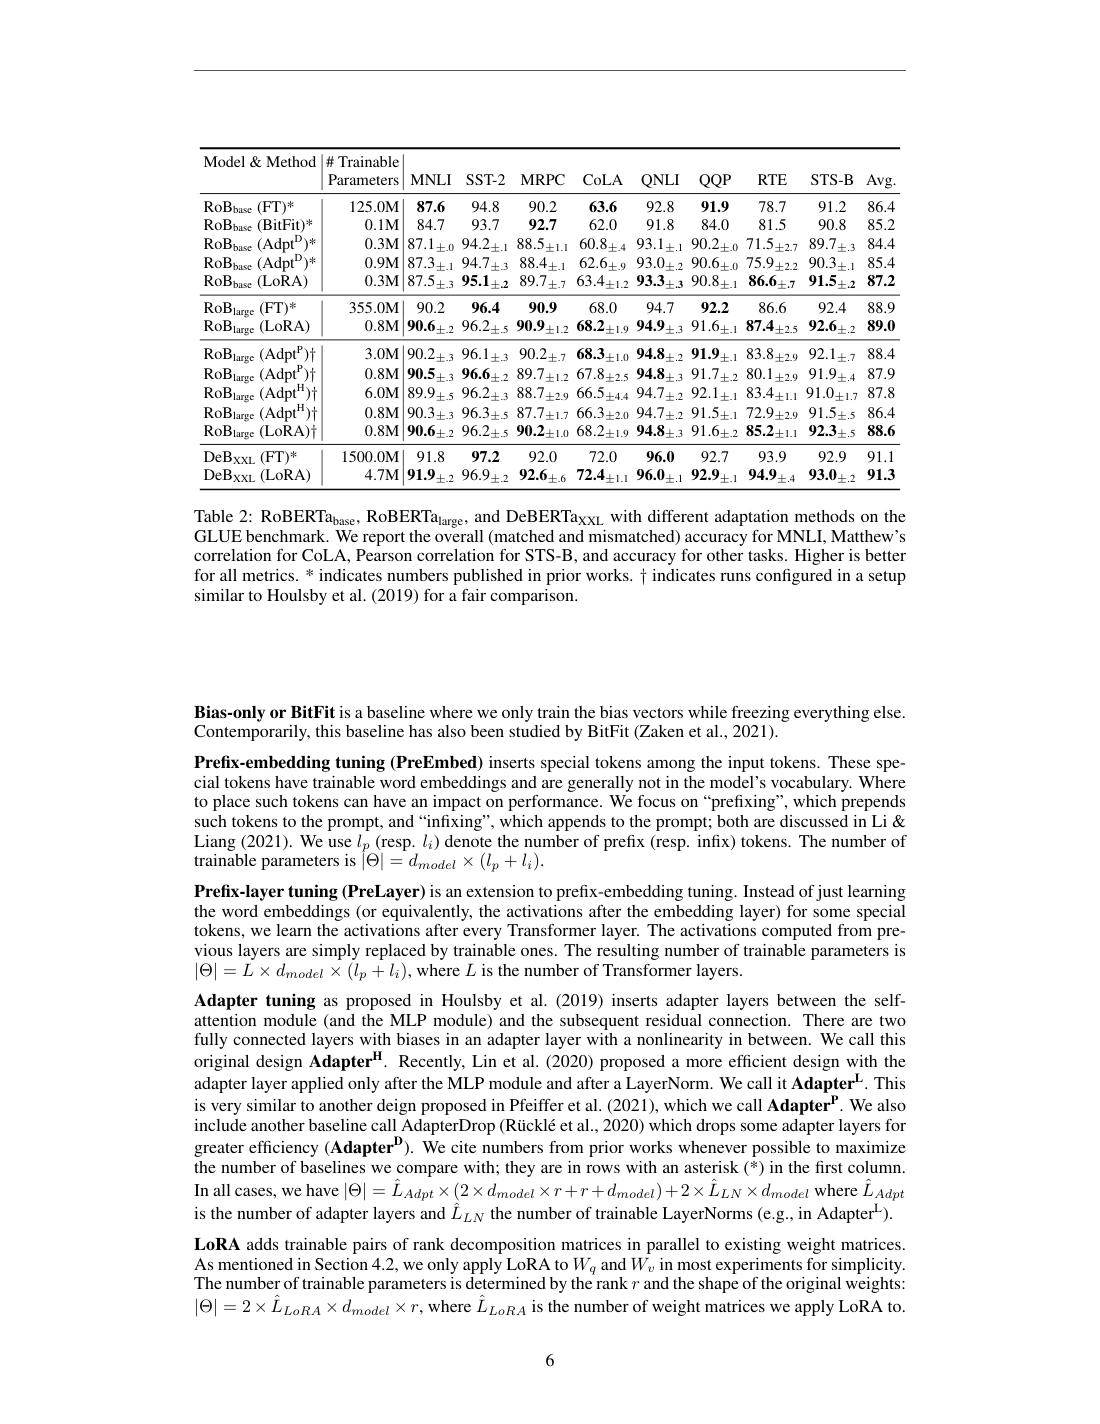 Model & Method # Trainable
Parameters MNLI SST-2 MRPC CoLA QNLI QQP RTE STS-B Avg.
RoBbase (FT)* 125.0M 87.6 94.8 90.2 63.6 92.8 91.9 78.7 91.2 86.4
RoBbase (BitFit)* 0.1M 84.7 93.7 92.7 62.0 91.8 84.0 81.5 90.8 85.2
RoBbase (AdptD)* 0.3M 87.1±.0 94.2±.1 88.5±1.1 60.8±.4 93.1±.1 90.2±.0 71.5±2.7 89.7±.3 84.4
RoBbase (AdptD)* 0.9M 87.3±.1 94.7±.3 88.4±.1 62.6±.9 93.0±.2 90.6±.0 75.9±2.2 90.3±.1 85.4
RoBbase (LoRA) 0.3M 87.5±.3 95.1±.2 89.7±.7 63.4±1.2 93.3±.3 90.8±.1 86.6±.7 91.5±.2 87.2
RoBlarge (FT)* 355.0M 90.2 96.4 90.9 68.0 94.7 92.2 86.6 92.4 88.9
RoBlarge (LoRA) 0.8M 90.6±.2 96.2±.5 90.9±1.2 68.2±1.9 94.9±.3 91.6±.1 87.4±2.5 92.6±.2 89.0
RoBlarge (AdptP)† 3.0M 90.2±.3 96.1±.3 90.2±.7 68.3±1.0 94.8±.2 91.9±.1 83.8±2.9 92.1±.7 88.4
RoBlarge (AdptP)† 0.8M 90.5±.3 96.6±.2 89.7±1.2 67.8±2.5 94.8±.3 91.7±.2 80.1±2.9 91.9±.4 87.9
RoBlarge (AdptH)† 6.0M 89.9±.5 96.2±.3 88.7±2.9 66.5±4.4 94.7±.2 92.1±.1 83.4±1.1 91.0±1.7 87.8
RoBlarge (AdptH)† 0.8M 90.3±.3 96.3±.5 87.7±1.7 66.3±2.0 94.7±.2 91.5±.1 72.9±2.9 91.5±.5 86.4
RoBlarge (LoRA)† 0.8M 90.6±.2 96.2±.5 90.2±1.0 68.2±1.9 94.8±.3 91.6±.2 85.2±1.1 92.3±.5 88.6
DeBXXL (FT)* 1500.0M 91.8 97.2 92.0 72.0 96.0 92.7 93.9 92.9 91.1
DeBXXL (LoRA) 4.7M 91.9±.2 96.9±.2 92.6±.6 72.4±1.1 96.0±.1 92.9±.1 94.9±.4 93.0±.2 91.3
Table 2: RoBERTabase, RoBERTalarge, and DeBERTaXXL with different adaptation methods on the
GLUE benchmark. We report the overall (matched and mismatched) accuracy for MNLI, Matthew's
correlation for CoLA, Pearson correlation for STS-B, and accuracy for other tasks. Higher is better
for all metrics. * indicates numbers published in prior works. † indicates runs configured in a setup
similar to Houlsby et al. (2019) for a fair comparison.
Bias-only or BitFit is a baseline where we only train the bias vectors while freezing everything else.
Contemporarily, this baseline has also been studied by BitFit (Zaken et al., 2021).
Prefix-embedding tuning (PreEmbed) inserts special tokens among the input tokens. These spe-
cial tokens have trainable word embeddings and are generally not in the model's vocabulary. Where
to place such tokens can have an impact on performance. We focus on “prefixing”, which prepends
such tokens to the prompt, and “infixing”, which appends to the prompt; both are discussed in Li &
Liang (2021). We use lp (resp. li) denote the number of prefix (resp. infix) tokens. The number of
trainable parameters is |Θ| = dmodel × (lp + li).
Prefix-layer tuning (PreLayer) is an extension to prefix-embedding tuning. Instead of just learning
the word embeddings (or equivalently, the activations after the embedding layer) for some special
tokens, we learn the activations after every Transformer layer. The activations computed from pre-
vious layers are simply replaced by trainable ones. The resulting number of trainable parameters is
|Θ| = L × dmodel × (lp + li), where L is the number of Transformer layers.
Adapter tuning as proposed in Houlsby et al. (2019) inserts adapter layers between the self-
attention module (and the MLP module) and the subsequent residual connection. There are two
fully connected layers with biases in an adapter layer with a nonlinearity in between. We call this
original design AdapterH. Recently, Lin et al. (2020) proposed a more efficient design with the
adapter layer applied only after the MLP module and after a LayerNorm. We call it AdapterL. This
is very similar to another deign proposed in Pfeiffer et al. (2021), which we call AdapterP. We also
include another baseline call AdapterDrop (Rücklé et al., 2020) which drops some adapter layers for
greater efficiency (AdapterD). We cite numbers from prior works whenever possible to maximize
the number of baselines we compare with; they are in rows with an asterisk (*) in the first column.
In all cases, we have |Θ| = L̂Adpt × (2 × dmodel × r + r + dmodel) + 2 × L̂LN × dmodel where L̂Adpt
is the number of adapter layers and L̂LN the number of trainable LayerNorms (e.g., in AdapterL).
LoRA adds trainable pairs of rank decomposition matrices in parallel to existing weight matrices.
As mentioned in Section 4.2, we only apply LoRA to Wq and Wv in most experiments for simplicity.
The number of trainable parameters is determined by the rank r and the shape of the original weights:
|Θ| = 2 × L̂LoRA × dmodel × r, where L̂LoRA is the number of weight matrices we apply LoRA to.
6